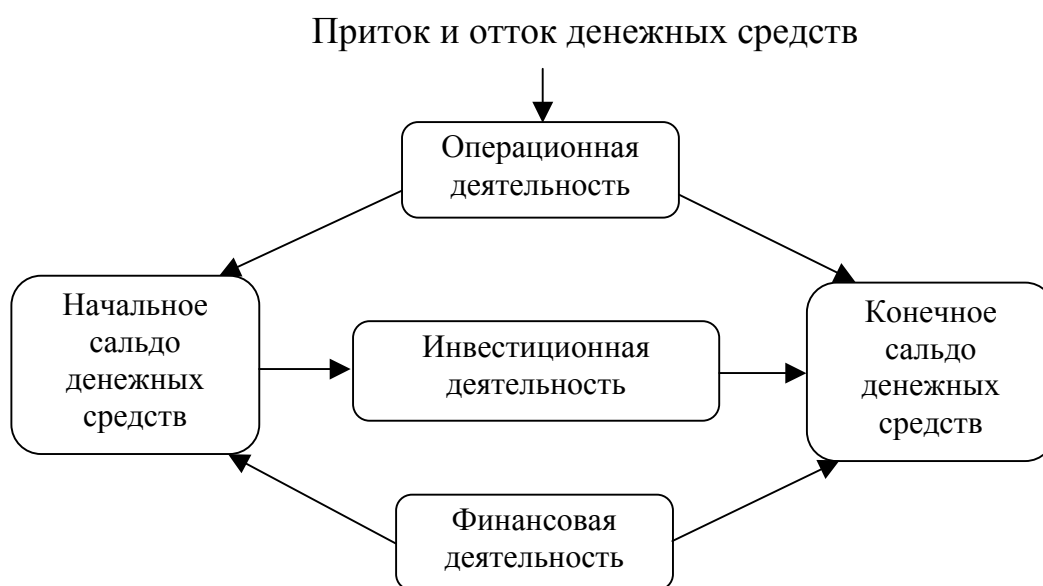 Приток и отток денежных средств
Операционная
деятельность
Начальное
сальдо
денежных
средств
Инвестиционная
деятельность
Конечное
сальдо
денежных
средств
Финансовая
деятельность